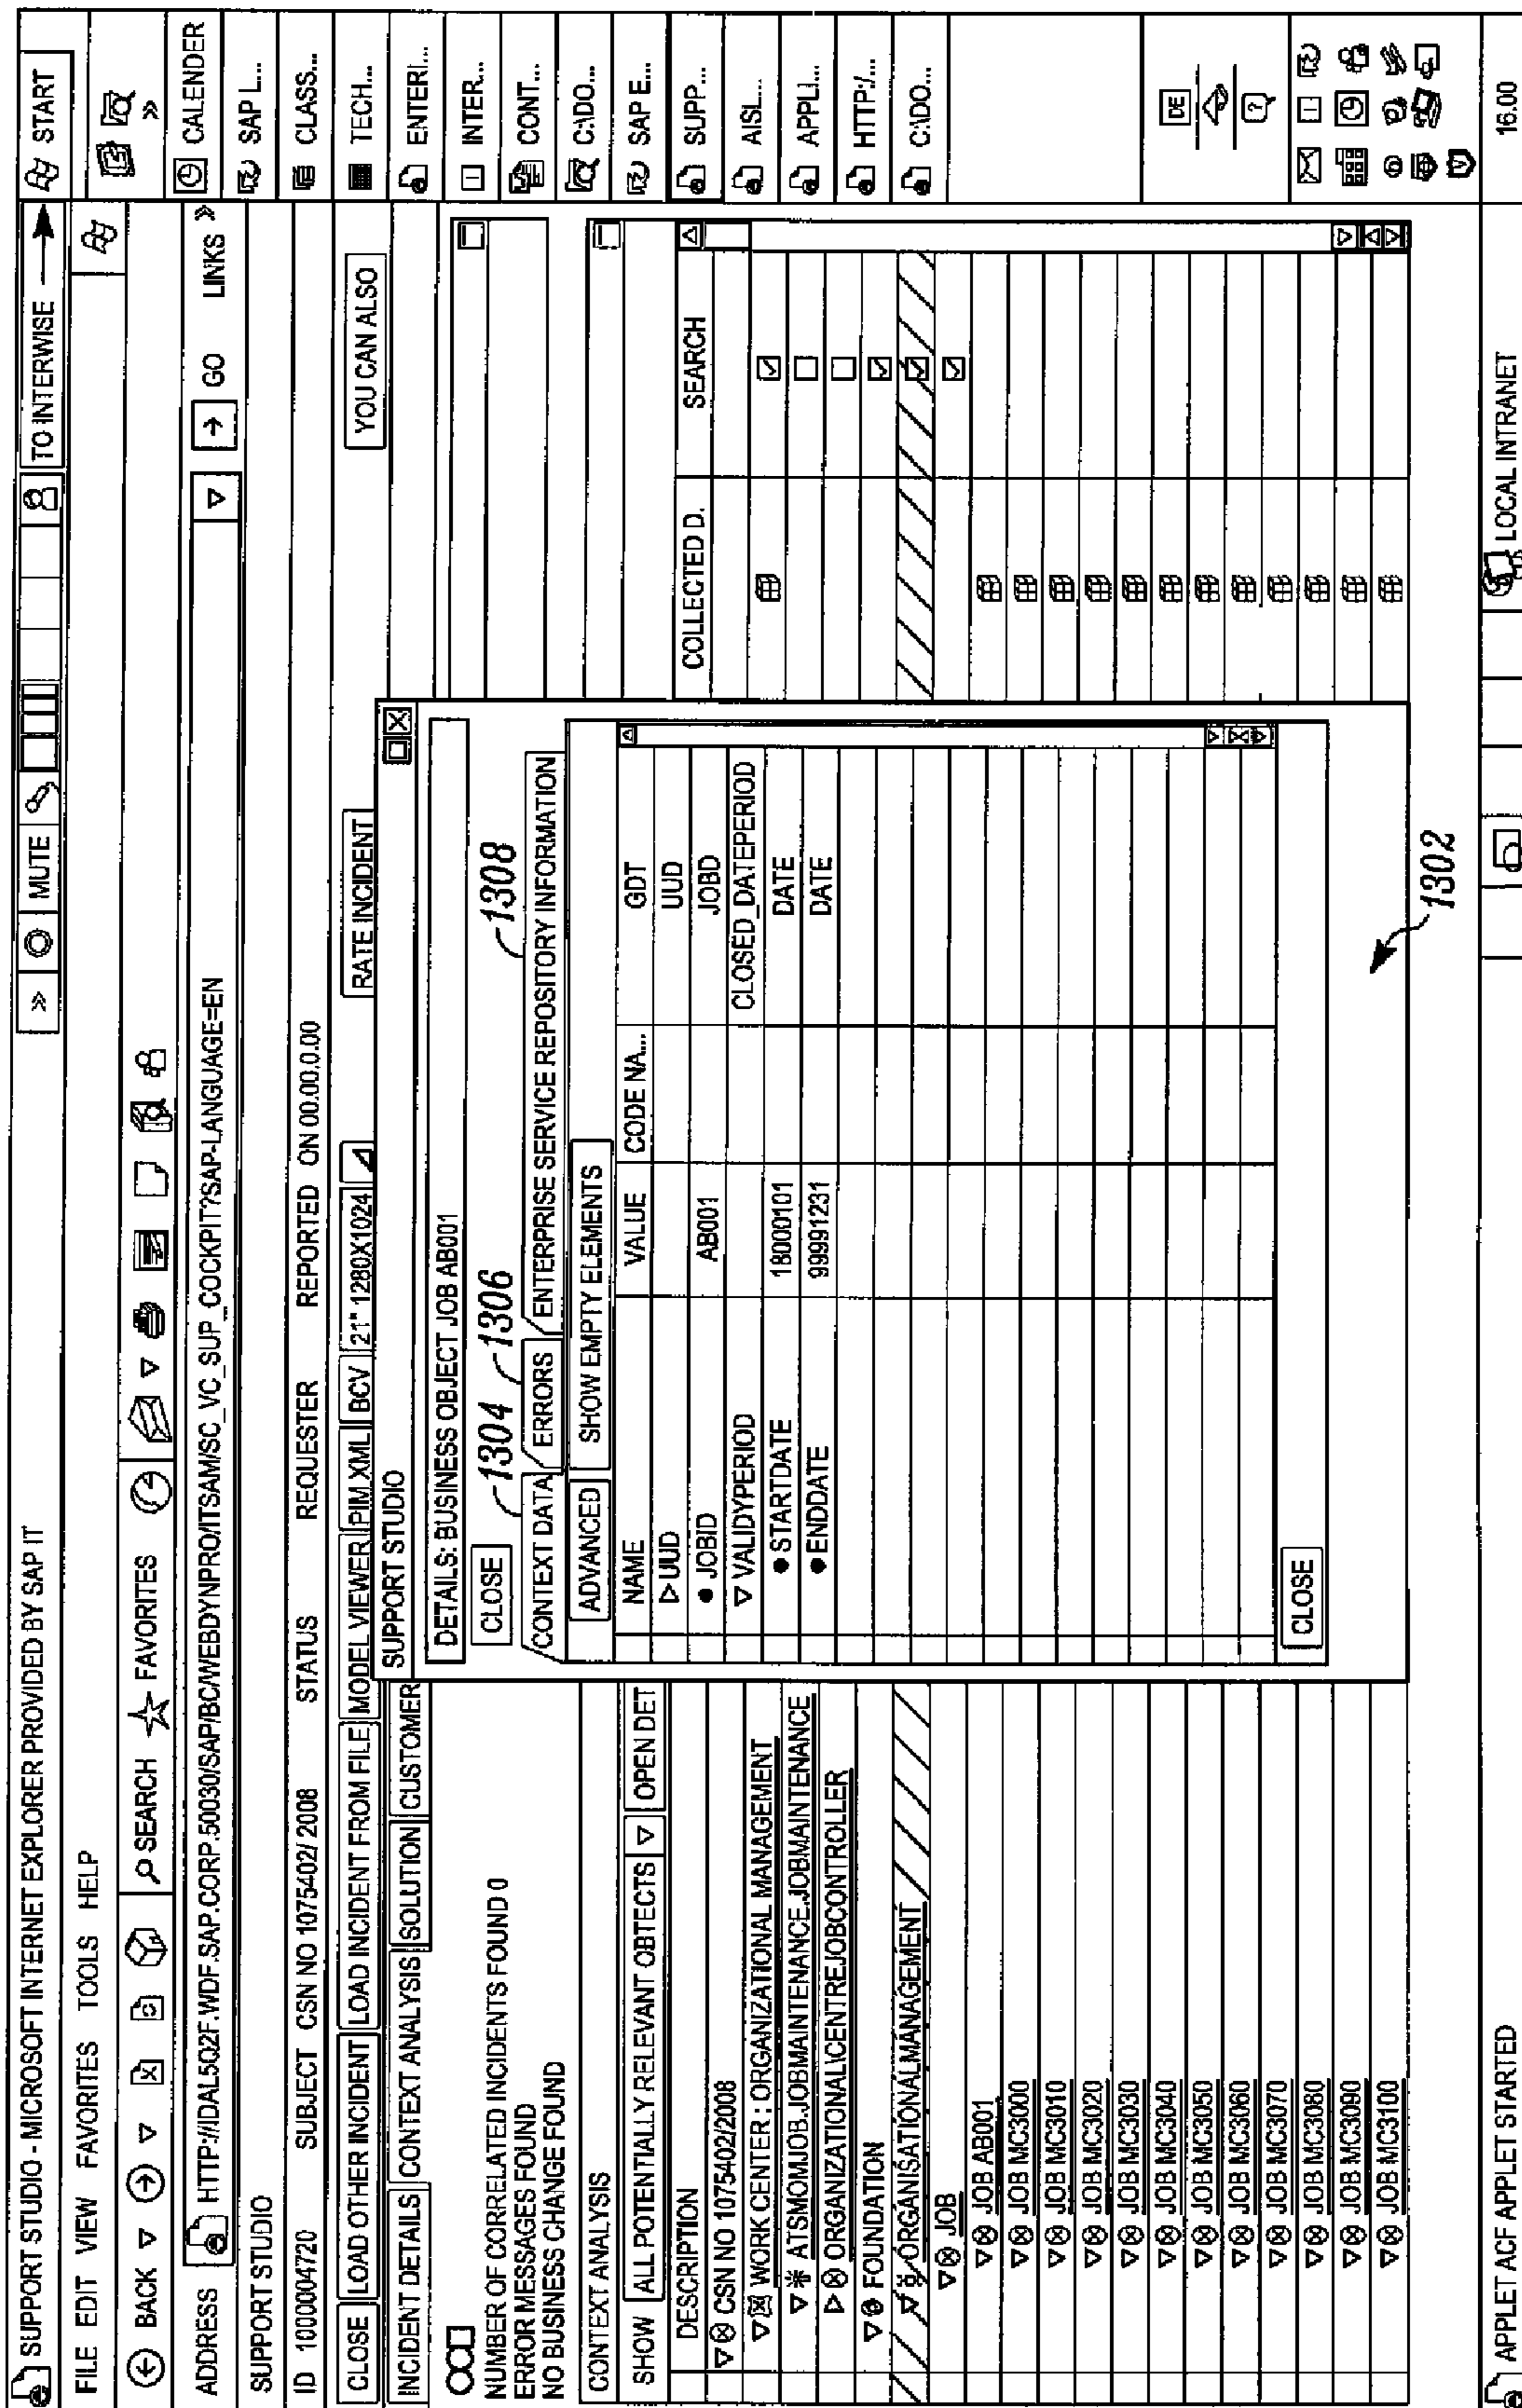 SUPPORT STUDIO - MICROSOFT INTERNET EXPLORER PROVIDED BY SAP IT
» MUTE TO INTERWISE
FILE EDIT VIEW FAVORITES TOOLS HELP
BACK SEARCH FAVORITES
ADDRESS HTTP://IDAL5Q2F.WDF.SAP.CORP.5003O/SAP/BC/WEBDYNPRO/ITSAM/SC_VC_SUP_COCKPIT?SAP-LANGUAGE=EN GO LINKS »
SUPPORT STUDIO
ID 1000004720 SUBJECT CSN NO 1075402/ 2008 STATUS REQUESTER REPORTED ON 00.00.0.00
CLOSE LOAD OTHER INCIDENT LOAD INCIDENT FROM FILE MODEL VIEWER PIM XML BCV 21" 1280X1024 RATE INCIDENT YOU CAN ALSO
INCIDENT DETAILS CONTEXT ANALYSIS SOLUTION CUSTOMER
NUMBER OF CORRELATED INCIDENTS FOUND 0
ERROR MESSAGES FOUND
NO BUSINESS CHANGE FOUND
CONTEXT ANALYSIS
SHOW ALL POTENTIALLY RELEVANT OBTECTS OPEN DET
DESCRIPTION COLLECTED D. SEARCH
CSN NO 1075402/2008
WORK CENTER : ORGANIZATIONAL MANAGEMENT
ATSMOMJOB.JOBMAINTENANCE.JOBMAINTENANCE
ORGANIZATIONALICENTREJOBCONTROLLER
FOUNDATION
ORGANISATIONALMANAGEMENT
JOB
JOB AB001
JOB MC3000
JOB MC3010
JOB MC3020
JOB MC3030
JOB MC3040
JOB MC3050
JOB MC3060
JOB MC3070
JOB MC3080
JOB MC3090
JOB MC3100
SUPPORT STUDIO
DETAILS: BUSINESS OBJECT JOB AB001
CLOSE 1304 1306 1308
CONTEXT DATA ERRORS ENTERPRISE SERVICE REPOSITORY INFORMATION
ADVANCED SHOW EMPTY ELEMENTS
NAME VALUE CODE NA... GDT
UUD UUD
JOBID AB001 JOBD
VALIDYPERIOD CLOSED_DATEPERIOD
STARTDATE 18000101 DATE
ENDDATE 99991231 DATE
CLOSE
1302
APPLET ACF APPLET STARTED LOCAL INTRANET
START
»
CALENDER
SAP L...
CLASS...
TECH...
ENTERI...
INTER...
CONT...
C:\DO...
SAP E...
SUPP...
AISL...
APPLI...
HTTP:/...
C:\DO...
DE
16.00